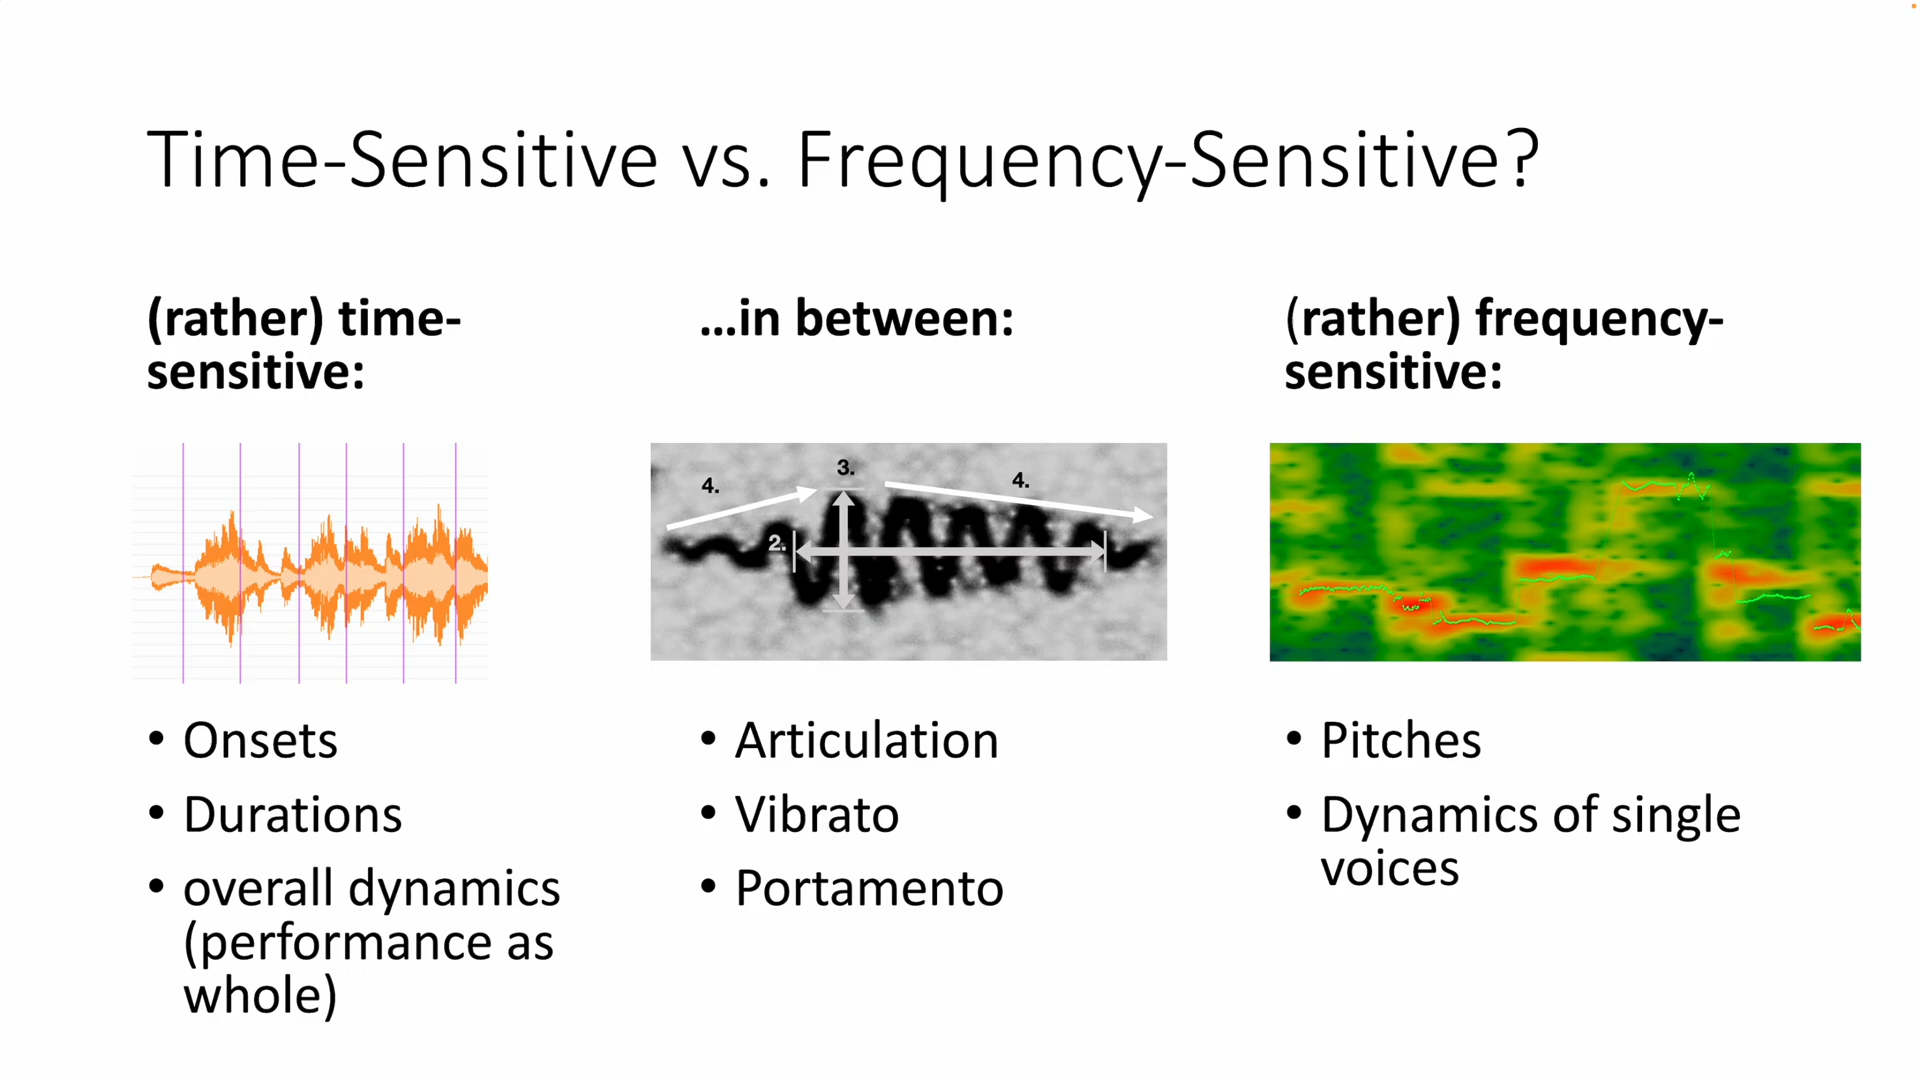 Time-Sensitive vs. Frequency-Sensitive?
(rather) time-
sensitive:
• Onsets
• Durations
• overall dynamics
(performance as
whole)
...in between:
4.
3.
4.
2.
• Articulation
• Vibrato
• Portamento
(rather) frequency-
sensitive:
• Pitches
• Dynamics of single
voices